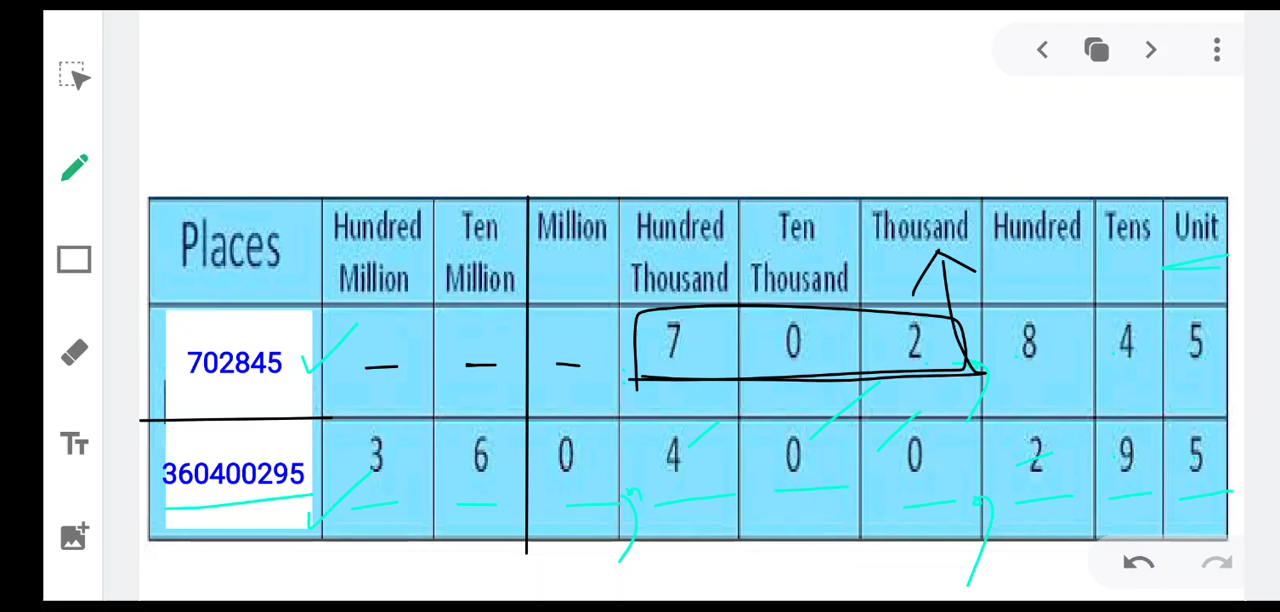 Places Hundred Million Ten Million Million Hundred Thousand Ten Thousand Thousand Hundred Tens Unit
702845 – – – 7 0 2 , 8 4 5
360400295 3 6 0 , 4 0 0 , 2 9 5
Tт